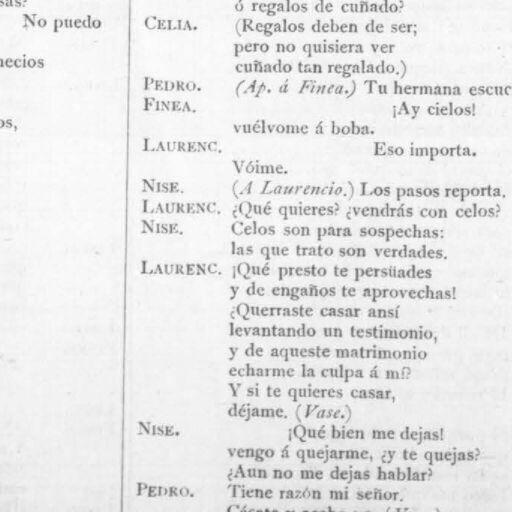 No puedo
ó regalos de cuñado?
CELIA. (Regalos deben de ser;
pero no quisiera ver
cuñado tan regalado.)
PEDRO. (Ap. á Finea.) Tu hermana escuc
FINEA. ¡Ay cielos!
vuélvome á boba.
LAURENC. Eso importa.
Vóime.
NISE. (A Laurencio.) Los pasos reporta.
LAURENC. ¿Qué quieres? ¿vendrás con celos?
NISE. Celos son para sospechas:
las que trato son verdades.
LAURENC. ¡Qué presto te persüades
y de engaños te aprovechas!
¿Querraste casar ansí
levantando un testimonio,
y de aqueste matrimonio
echarme la culpa á mí?
Y si te quieres casar,
déjame. (Vase.)
NISE. ¡Qué bien me dejas!
vengo á quejarme, ¿y te quejas?
¿Aun no me dejas hablar?
PEDRO. Tiene razón mi señor.